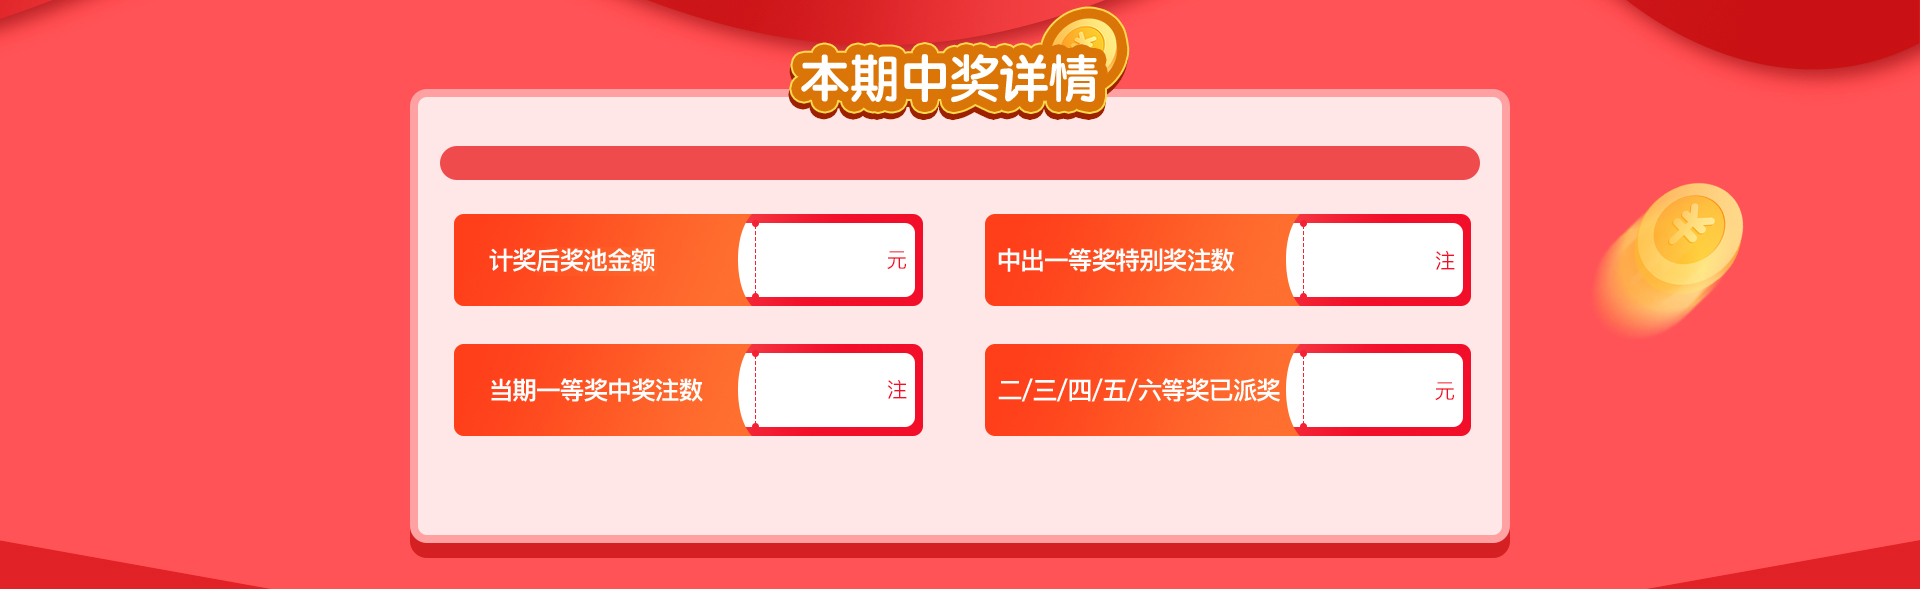 本期中奖详情
计奖后奖池金额 元
中出一等奖特别奖注数 注
当期一等奖中奖注数 注
二/三/四/五/六等奖已派奖 元